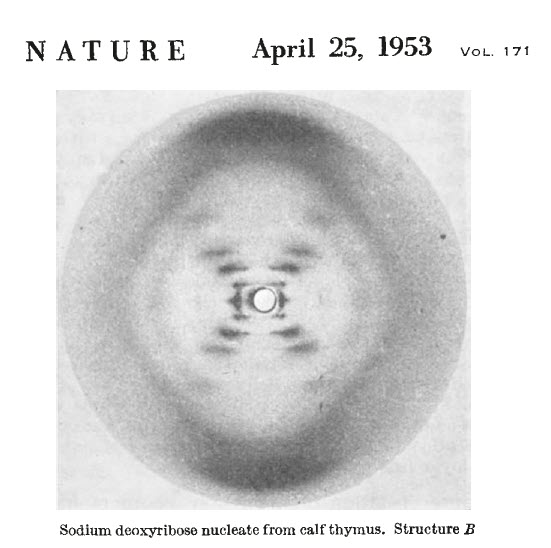 NATURE April 25, 1953 VOL. 171
Sodium deoxyribose nucleate from calf thymus. Structure B